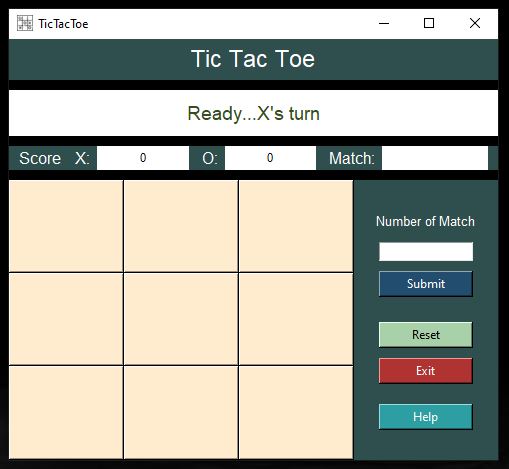 TicTacToe
Tic Tac Toe
Ready...X's turn
Score X: 0 O: 0 Match:
Number of Match
Submit
Reset
Exit
Help